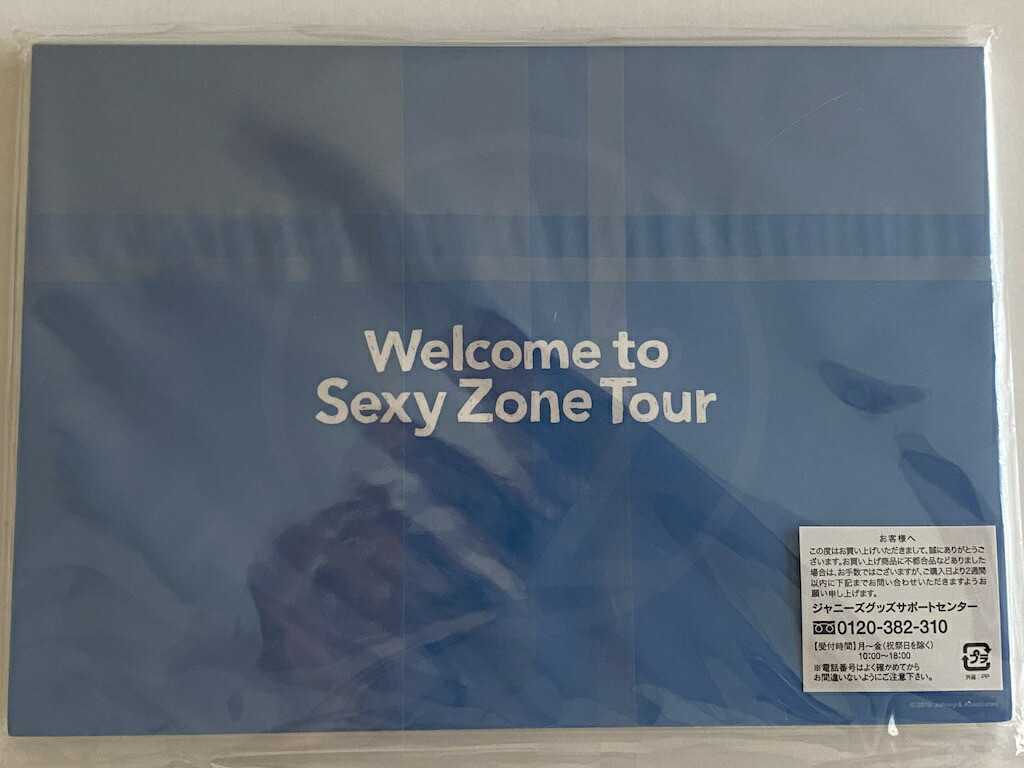 Welcome to
Sexy Zone Tour
お客様へ
この度はお買い上げいただきまして、誠にありがとうご
ざいます。お買い上げ商品に不都合品などありました
場合は、お手数ではございますが、ご購入日より2週間
以内に下記までお問い合わせいただきますようお
願い申し上げます。
ジャニーズグッズサポートセンター
0120-382-310
【受付時間】月〜金(祝祭日を除く)
10:00〜18:00
※電話番号はよく確かめてから
お間違いないようにご注意下さい。
プラ
外装:PP
Johnny & Associates